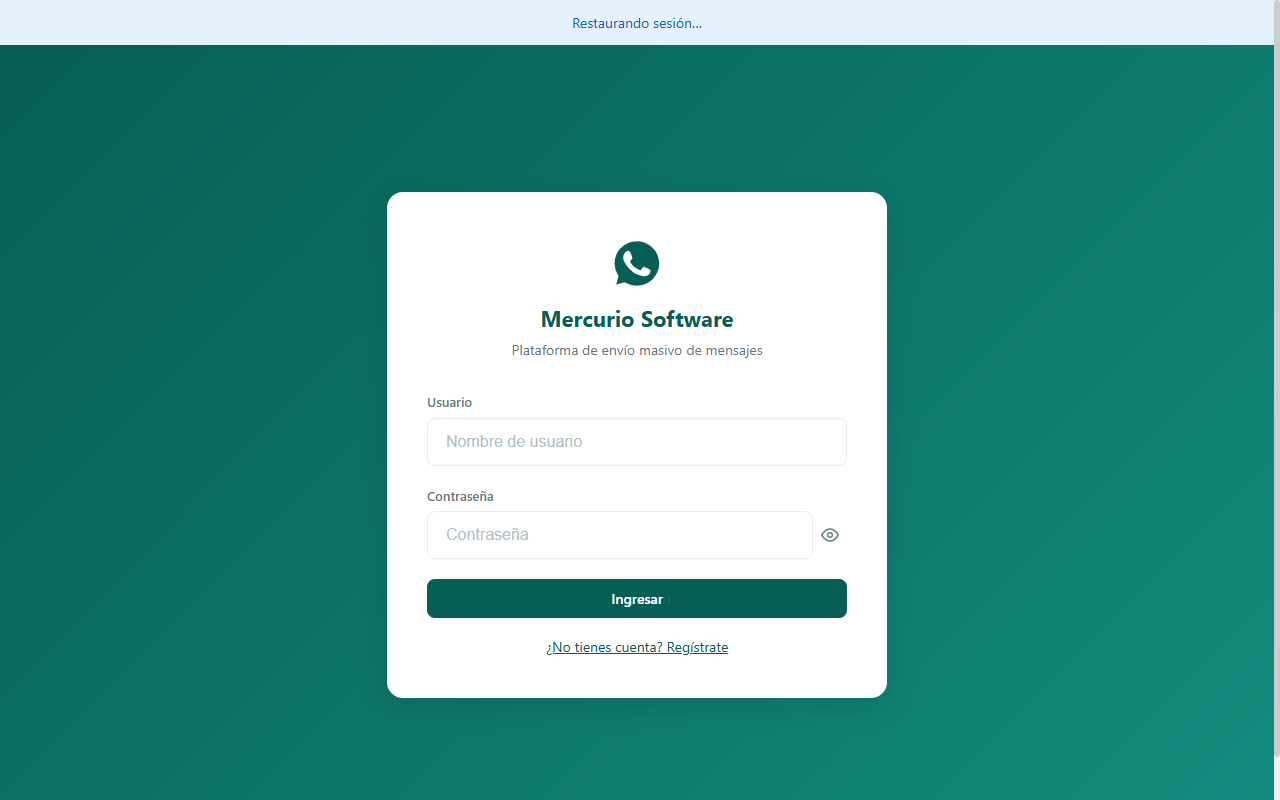 Restaurando sesión...
Mercurio Software
Plataforma de envío masivo de mensajes
Usuario
Nombre de usuario
Contraseña
Contraseña
Ingresar
¿No tienes cuenta? Regístrate